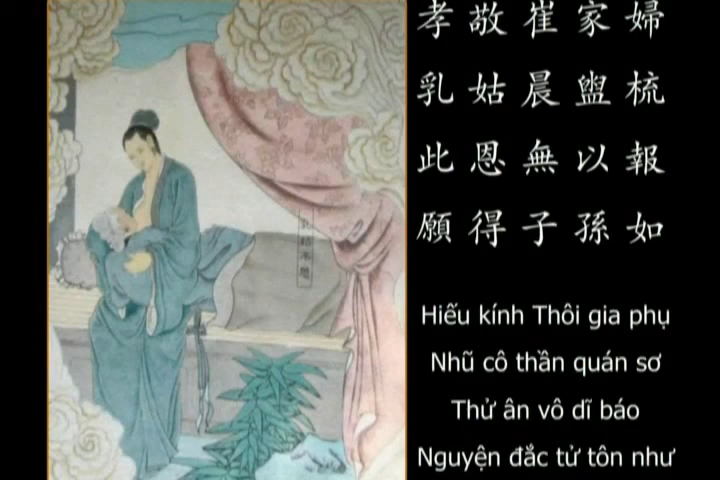 孝敬崔家婦
乳姑晨盥梳
此恩無以報
願得子孫如
Hiếu kính Thôi gia phụ
Nhũ cô thần quán sơ
Thử ân vô dĩ báo
Nguyện đắc tử tôn như